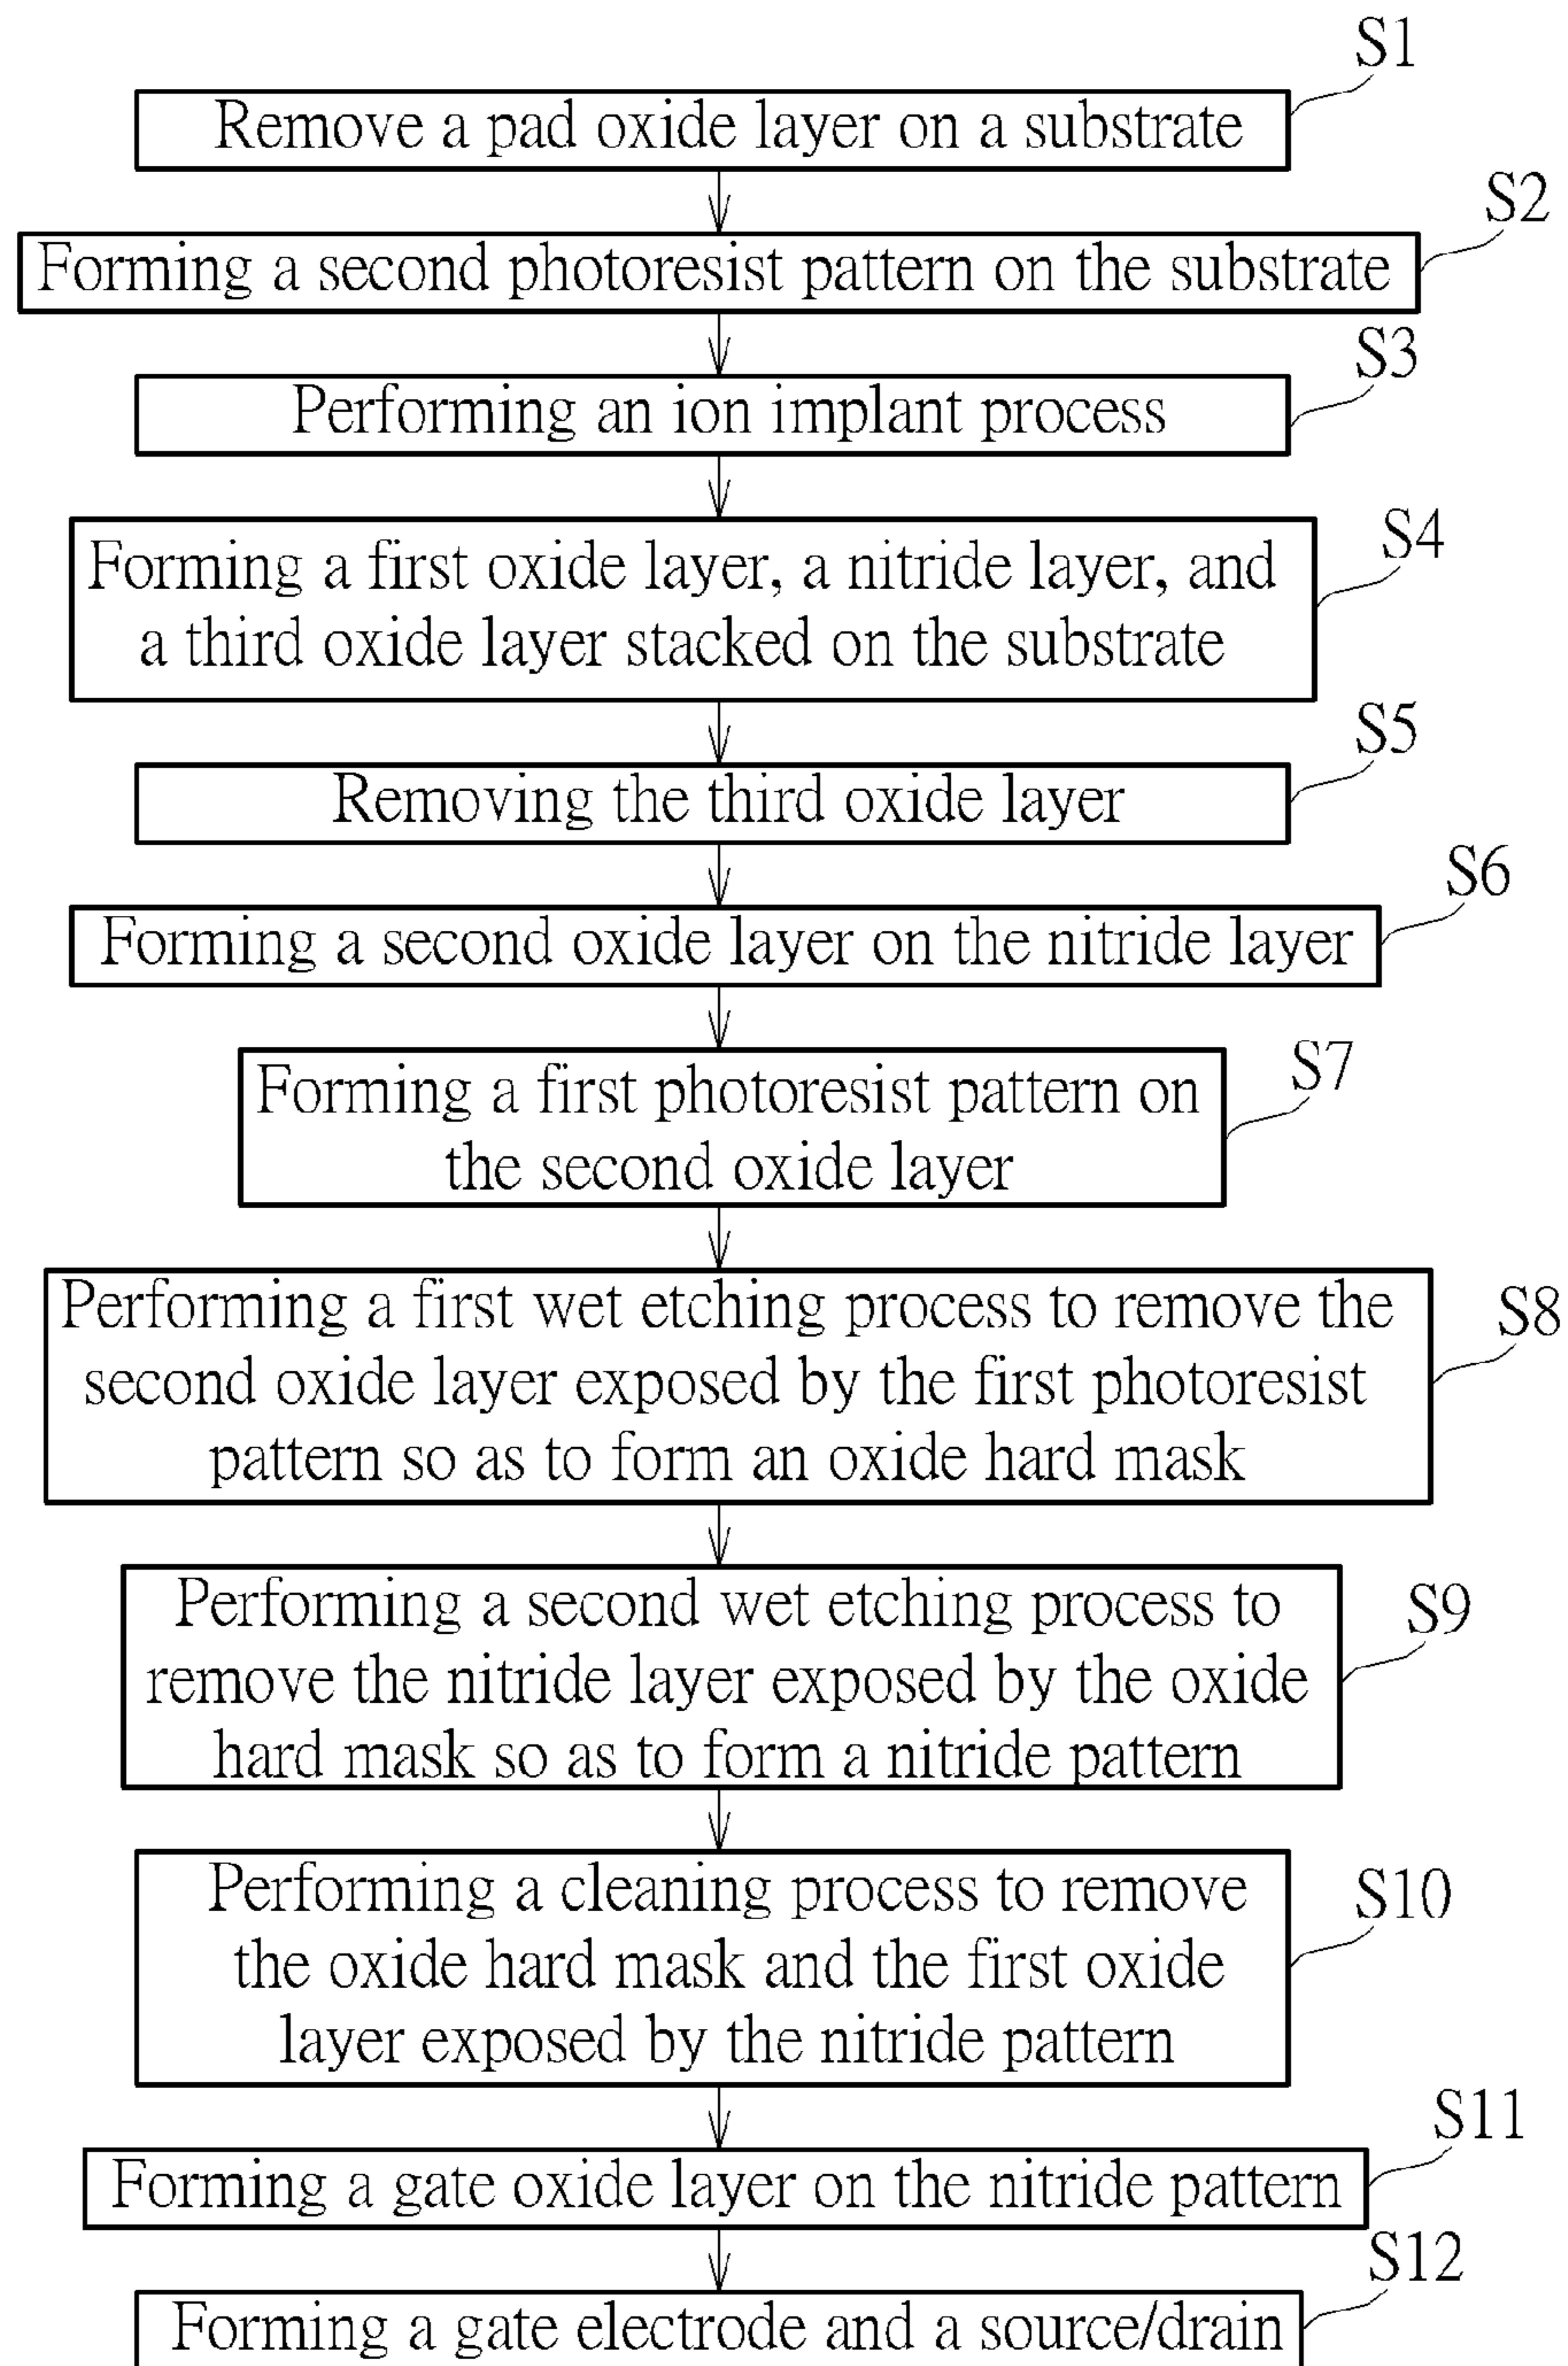 S1
Remove a pad oxide layer on a substrate
S2
Forming a second photoresist pattern on the substrate
S3
Performing an ion implant process
S4
Forming a first oxide layer, a nitride layer, and
a third oxide layer stacked on the substrate
S5
Removing the third oxide layer
S6
Forming a second oxide layer on the nitride layer
S7
Forming a first photoresist pattern on
the second oxide layer
S8
Performing a first wet etching process to remove the
second oxide layer exposed by the first photoresist
pattern so as to form an oxide hard mask
S9
Performing a second wet etching process to
remove the nitride layer exposed by the oxide
hard mask so as to form a nitride pattern
S10
Performing a cleaning process to remove
the oxide hard mask and the first oxide
layer exposed by the nitride pattern
S11
Forming a gate oxide layer on the nitride pattern
S12
Forming a gate electrode and a source/drain